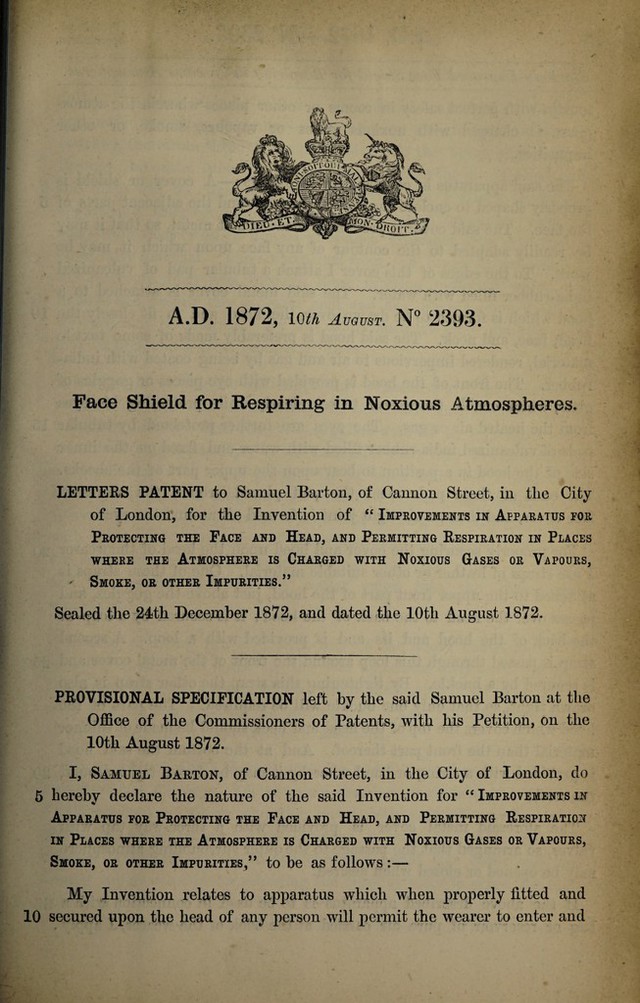 DIEU · ET · MON · DROIT ·
A.D. 1872, 10th August. Nº 2393.
Face Shield for Respiring in Noxious Atmospheres.
LETTERS PATENT to Samuel Barton, of Cannon Street, in the City
of London, for the Invention of “ Improvements in Apparatus for
Protecting the Face and Head, and Permitting Respiration in Places
where the Atmosphere is Charged with Noxious Gases or Vapours,
Smoke, or other Impurities.”
Sealed the 24th December 1872, and dated the 10th August 1872.
PROVISIONAL SPECIFICATION left by the said Samuel Barton at the
Office of the Commissioners of Patents, with his Petition, on the
10th August 1872.
I, Samuel Barton, of Cannon Street, in the City of London, do
5 hereby declare the nature of the said Invention for “ Improvements in
Apparatus for Protecting the Face and Head, and Permitting Respiration
in Places where the Atmosphere is Charged with Noxious Gases or Vapours,
Smoke, or other Impurities,” to be as follows :—
My Invention relates to apparatus which when properly fitted and
10 secured upon the head of any person will permit the wearer to enter and